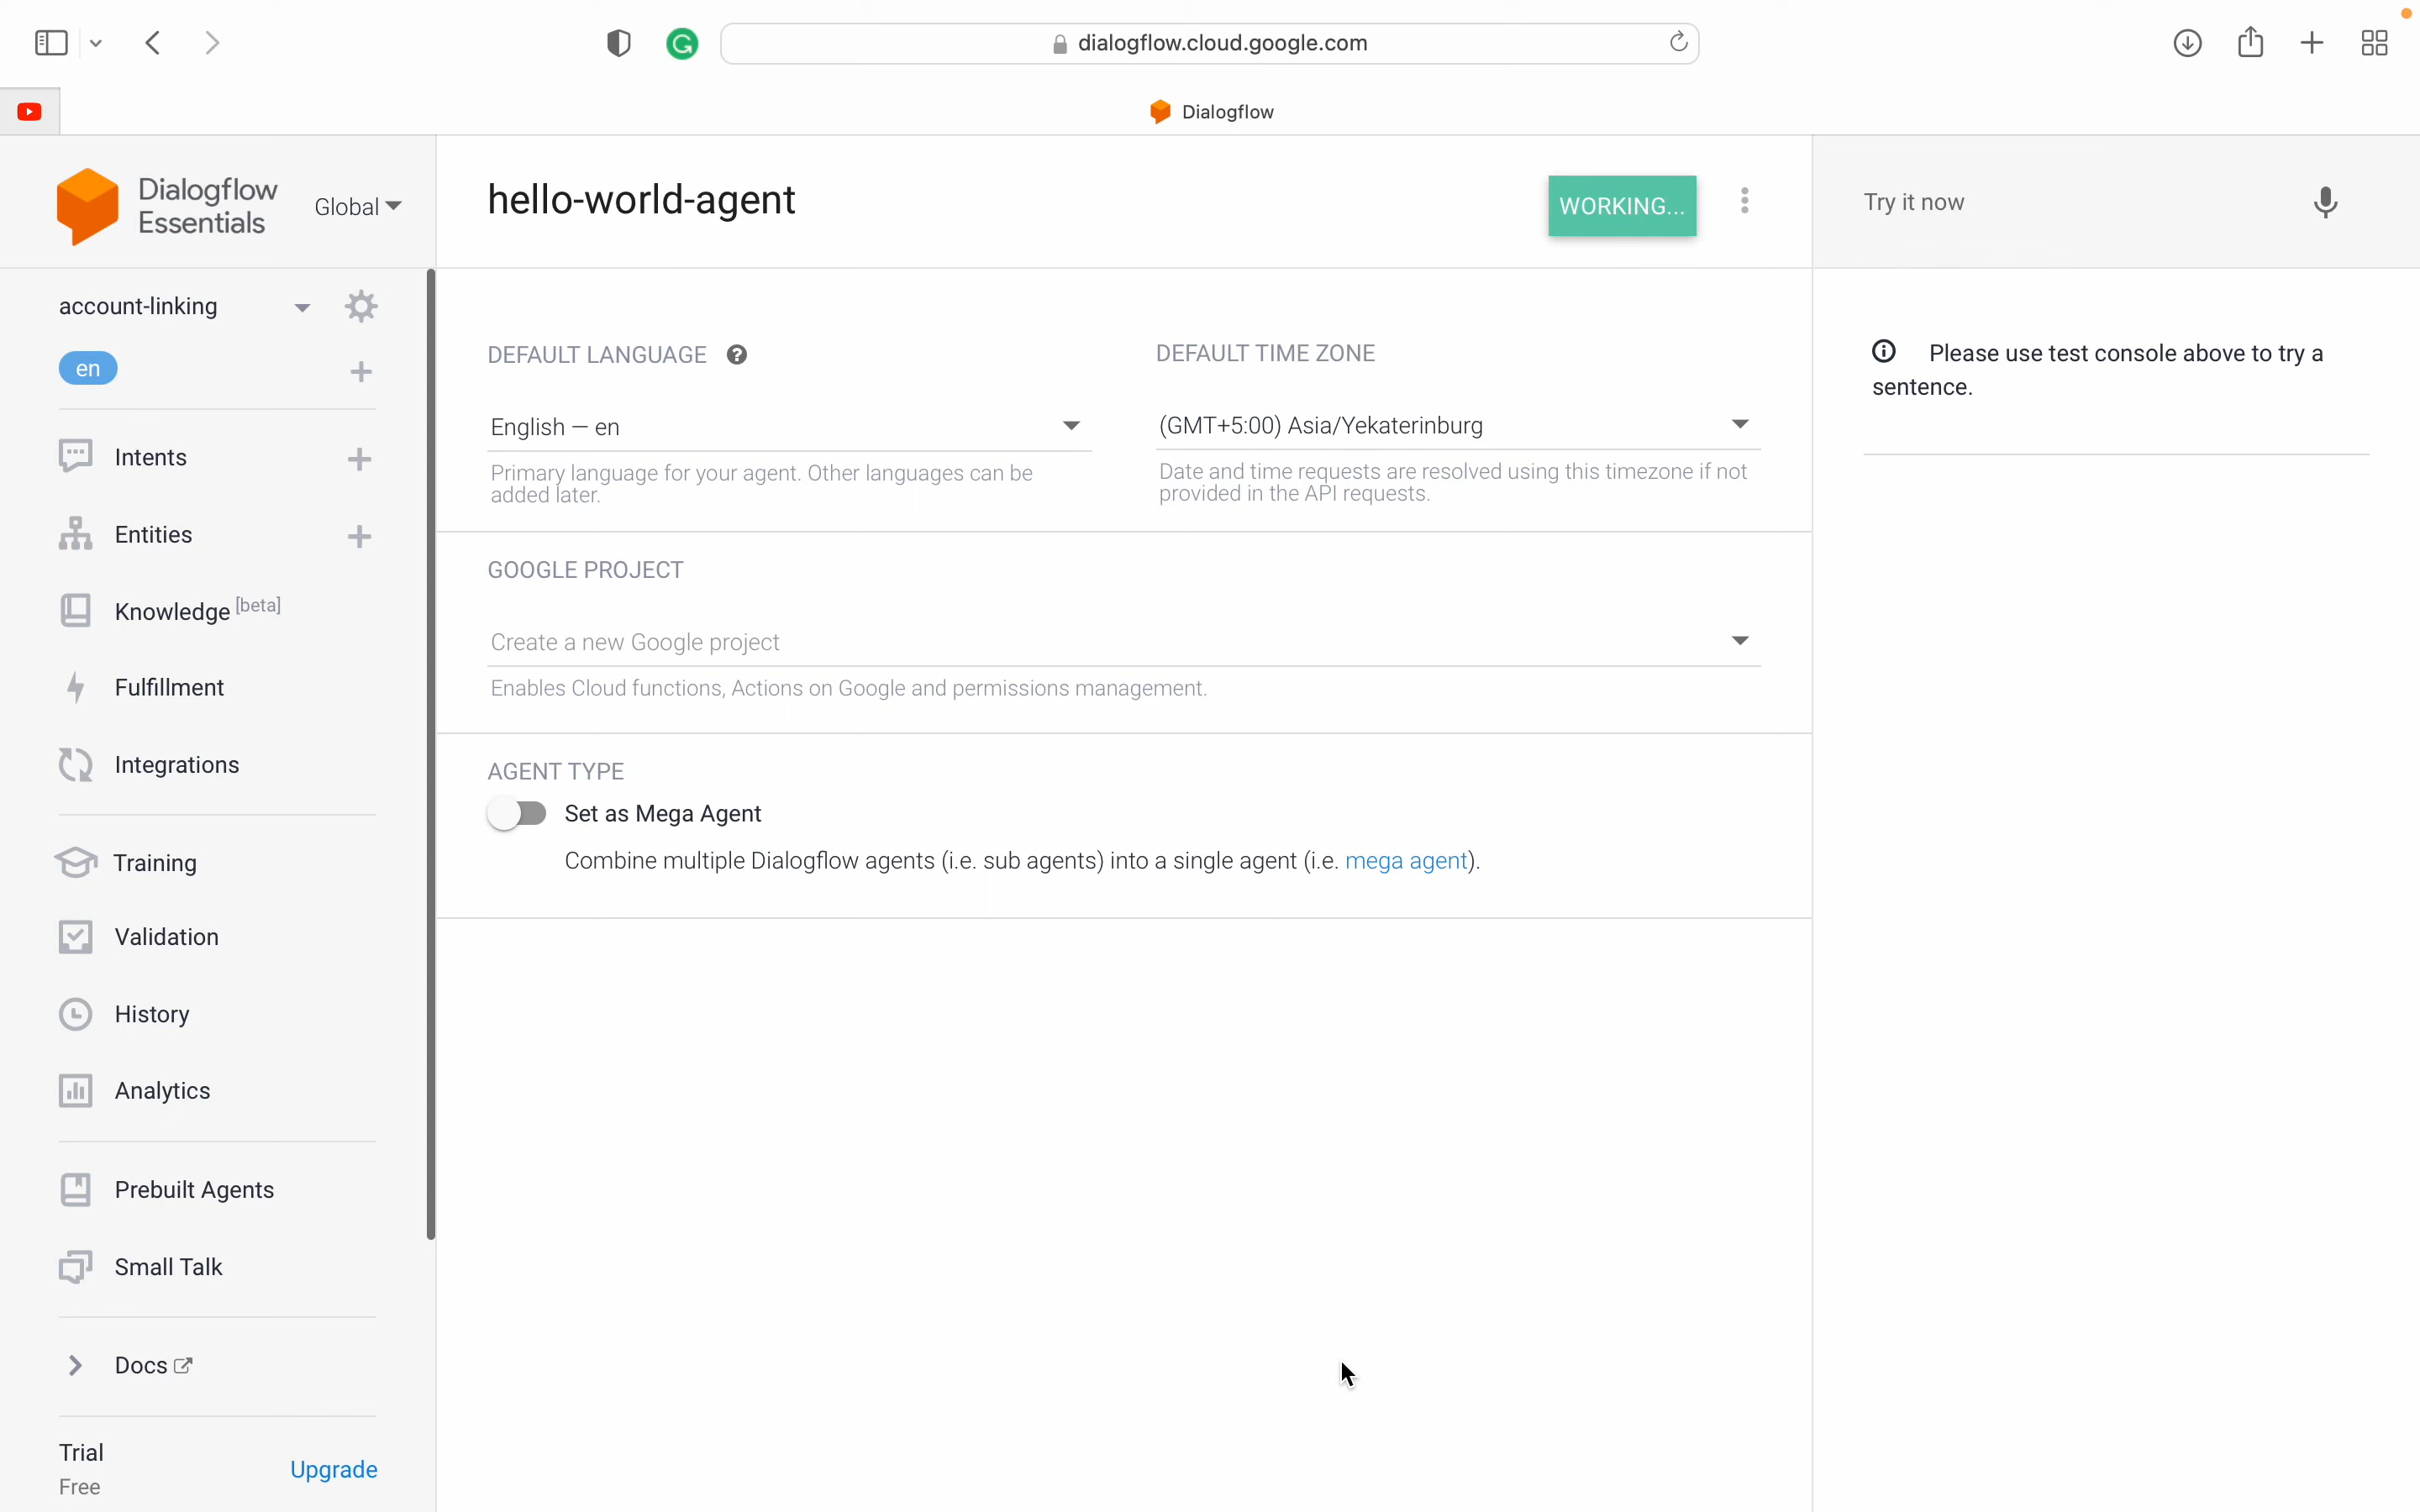 dialogflow.cloud.google.com
Dialogflow
Dialogflow
Essentials
Global
hello-world-agent
WORKING...
Try it now
account-linking
en
DEFAULT LANGUAGE
DEFAULT TIME ZONE
Please use test console above to try a
sentence.
English — en
(GMT+5:00) Asia/Yekaterinburg
Primary language for your agent. Other languages can be
added later.
Date and time requests are resolved using this timezone if not
provided in the API requests.
Intents
Entities
Knowledge [beta]
Fulfillment
Integrations
Training
Validation
History
Analytics
Prebuilt Agents
Small Talk
Docs
Trial
Free
Upgrade
GOOGLE PROJECT
Create a new Google project
Enables Cloud functions, Actions on Google and permissions management.
AGENT TYPE
Set as Mega Agent
Combine multiple Dialogflow agents (i.e. sub agents) into a single agent (i.e. mega agent).